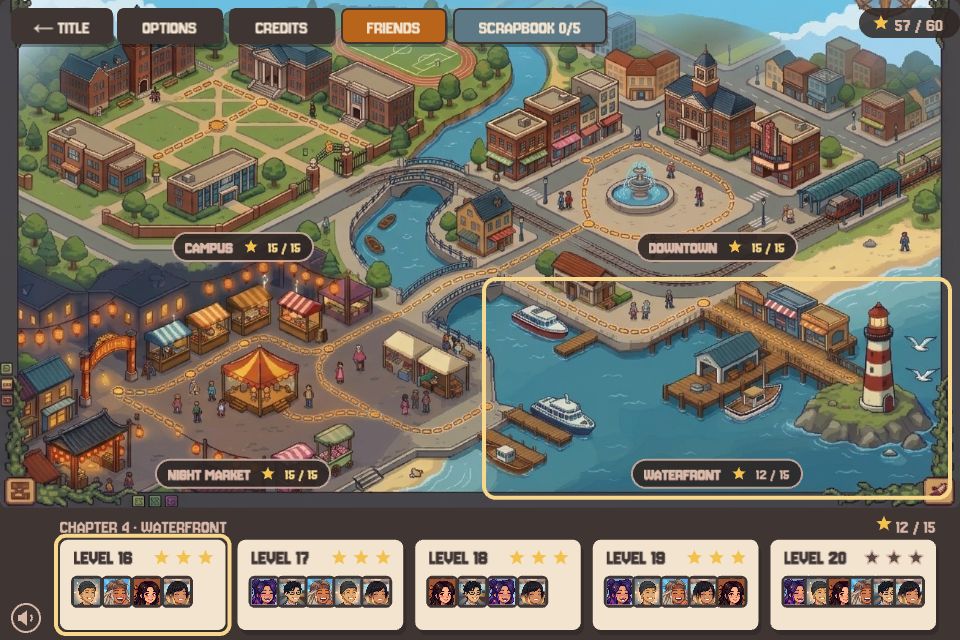 ← TITLE
OPTIONS
CREDITS
FRIENDS
SCRAPBOOK 0/5
57 / 60
CAMPUS 15 / 15
DOWNTOWN 15 / 15
NIGHT MARKET 15 / 15
WATERFRONT 12 / 15
CHAPTER 4 · WATERFRONT
12 / 15
LEVEL 16
LEVEL 17
LEVEL 18
LEVEL 19
LEVEL 20